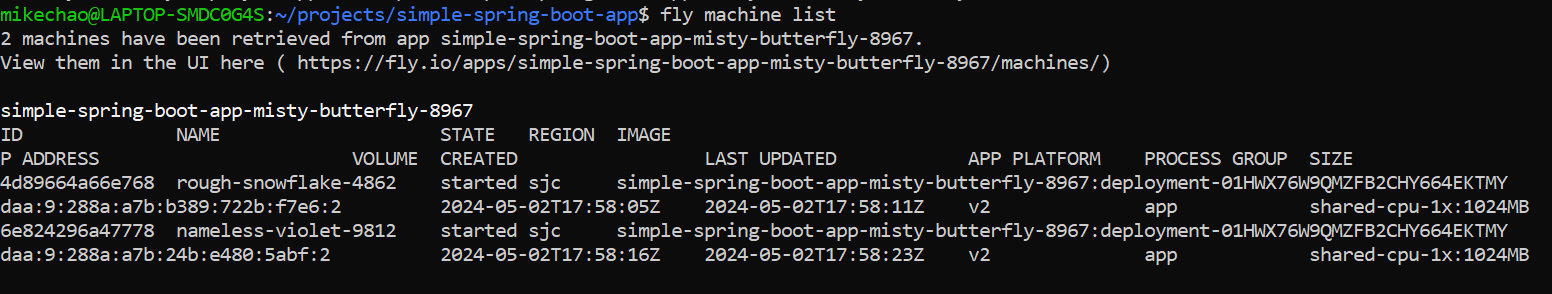 mikechao@LAPTOP-SMDC0G4S:~/projects/simple-spring-boot-app$ fly machine list
2 machines have been retrieved from app simple-spring-boot-app-misty-butterfly-8967.
View them in the UI here ( https://fly.io/apps/simple-spring-boot-app-misty-butterfly-8967/machines/)
simple-spring-boot-app-misty-butterfly-8967
ID NAME STATE REGION IMAGE
P ADDRESS VOLUME CREATED LAST UPDATED APP PLATFORM PROCESS GROUP SIZE
4d89664a66e768 rough-snowflake-4862 started sjc simple-spring-boot-app-misty-butterfly-8967:deployment-01HWX76W9QMZFB2CHY664EKTMY
daa:9:288a:a7b:b389:722b:f7e6:2 2024-05-02T17:58:05Z 2024-05-02T17:58:11Z v2 app shared-cpu-1x:1024MB
6e824296a47778 nameless-violet-9812 started sjc simple-spring-boot-app-misty-butterfly-8967:deployment-01HWX76W9QMZFB2CHY664EKTMY
daa:9:288a:a7b:24b:e480:5abf:2 2024-05-02T17:58:16Z 2024-05-02T17:58:23Z v2 app shared-cpu-1x:1024MB